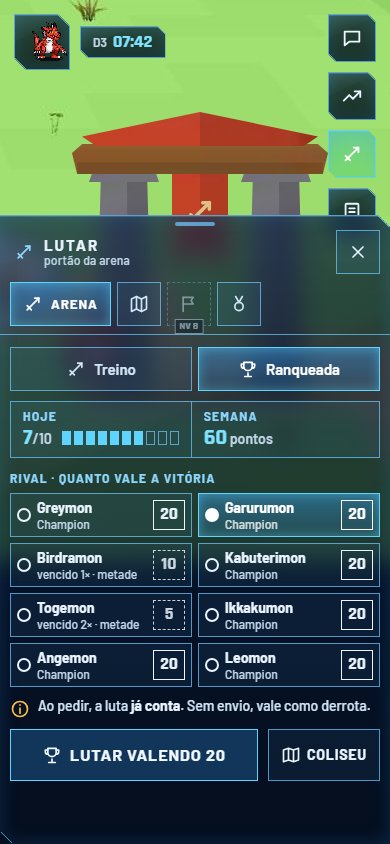 D3 07:42
LUTAR
portão da arena
ARENA
NV 8
Treino
Ranqueada
HOJE
7/10
SEMANA
60 pontos
RIVAL · QUANTO VALE A VITÓRIA
Greymon
Champion
20
Garurumon
Champion
20
Birdramon
vencido 1× · metade
10
Kabuterimon
Champion
20
Togemon
vencido 2× · metade
5
Ikkakumon
Champion
20
Angemon
Champion
20
Leomon
Champion
20
Ao pedir, a luta já conta. Sem envio, vale como derrota.
LUTAR VALENDO 20
COLISEU